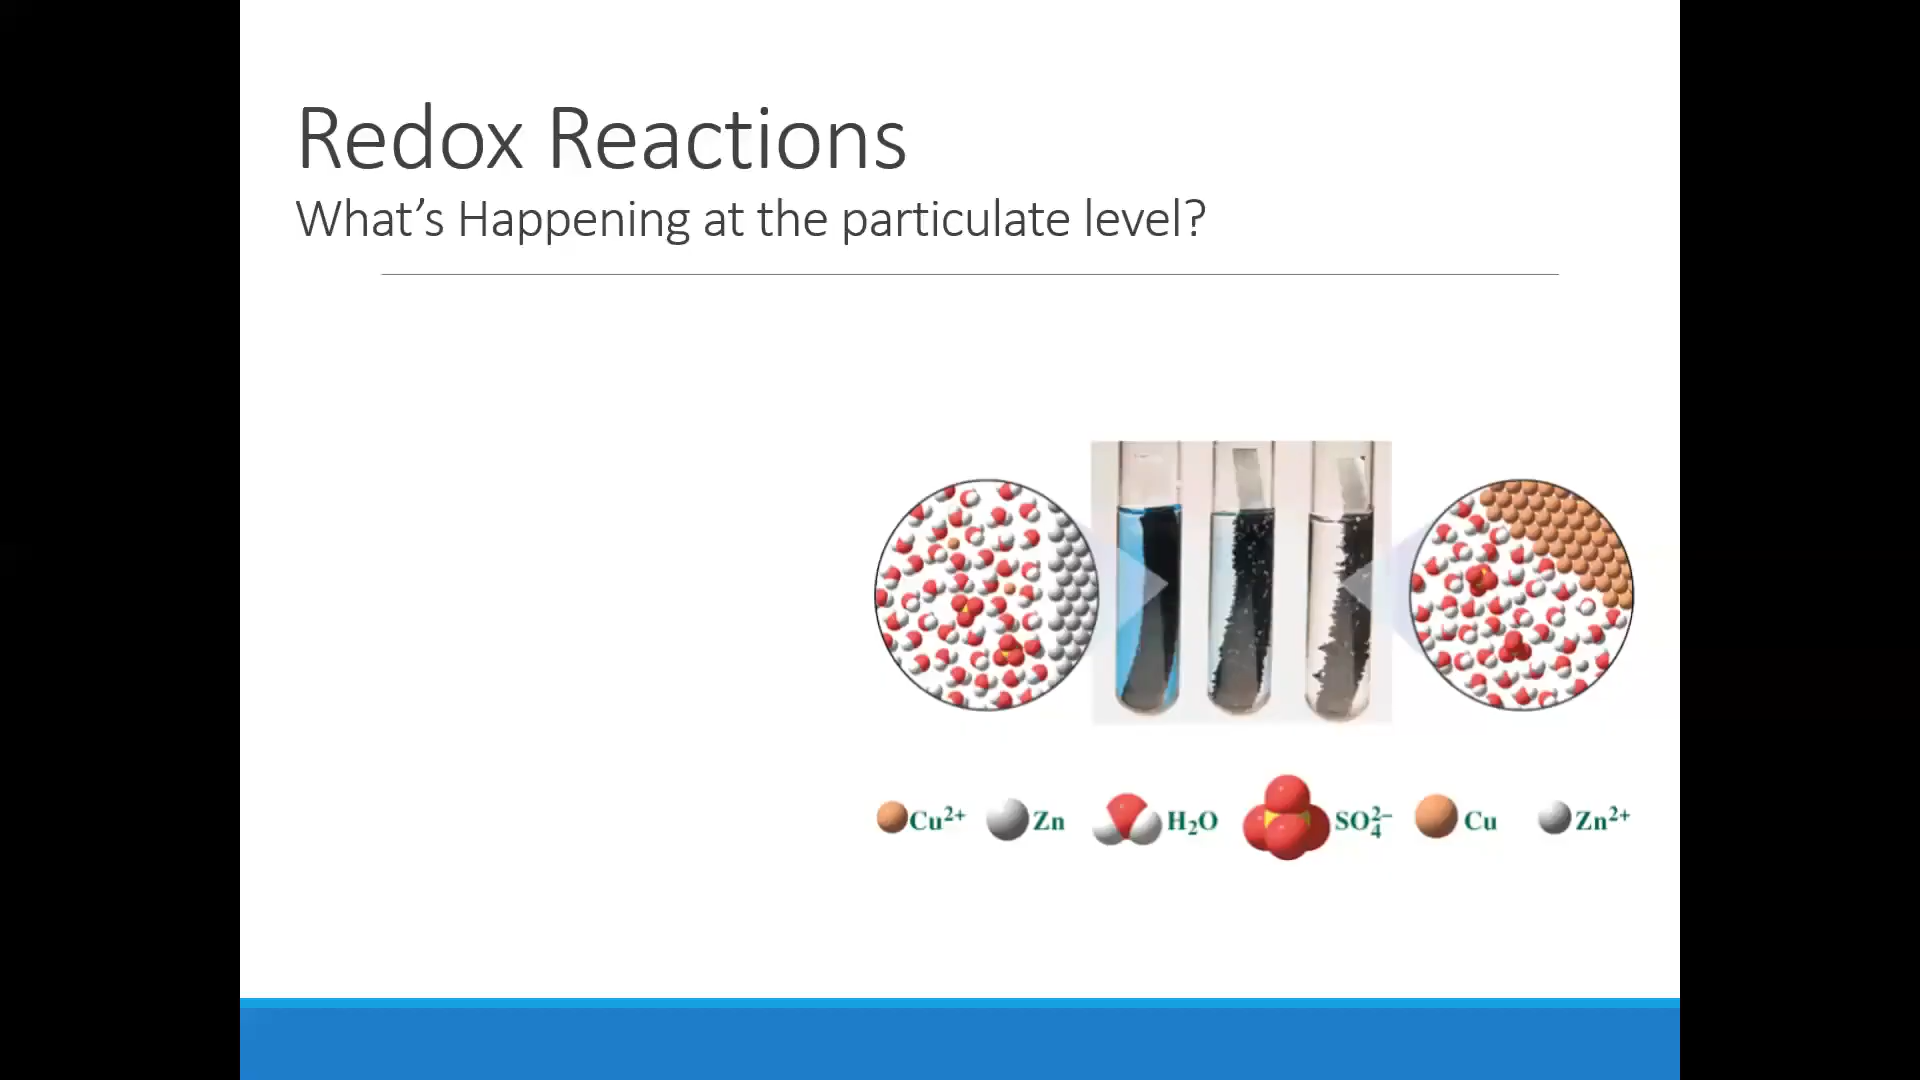 Redox Reactions
What’s Happening at the particulate level?
Cu²⁺ Zn H₂O SO₄²⁻ Cu Zn²⁺